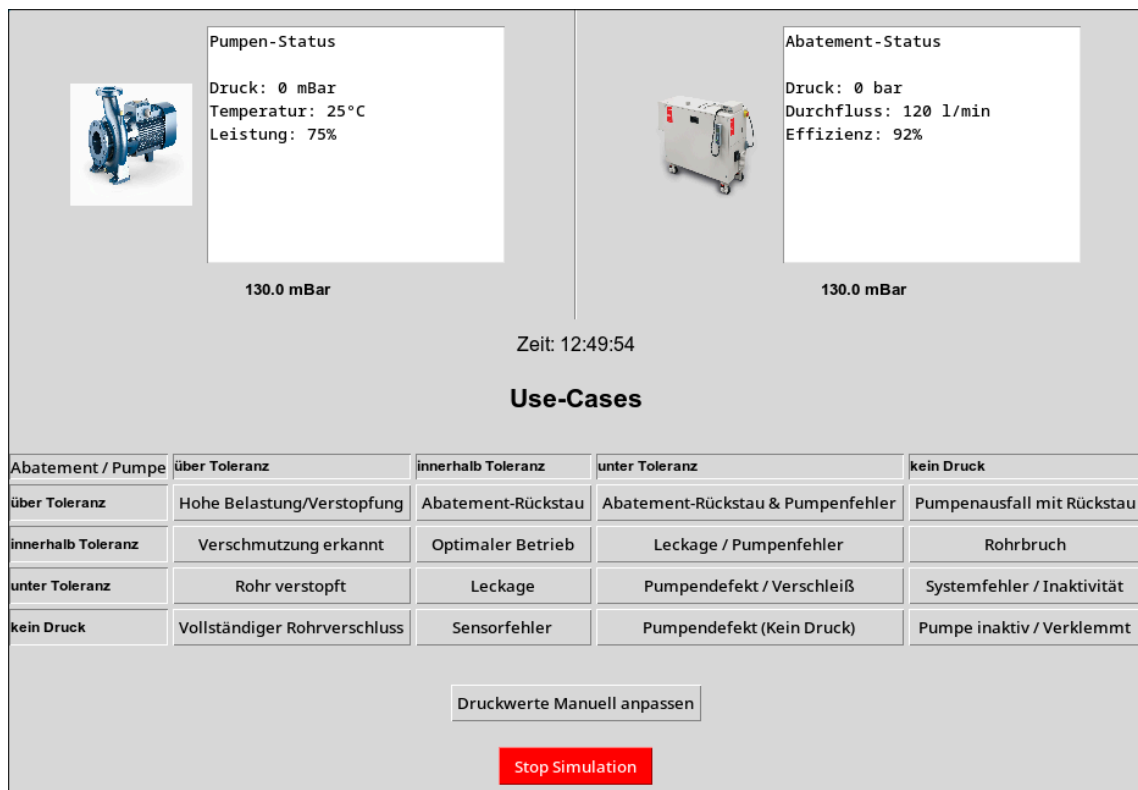 Pumpen-Status
Druck: 0 mBar
Temperatur: 25°C
Leistung: 75%
130.0 mBar
Abatement-Status
Druck: 0 bar
Durchfluss: 120 l/min
Effizienz: 92%
130.0 mBar
Zeit: 12:49:54
Use-Cases
Abatement / Pumpe über Toleranz innerhalb Toleranz unter Toleranz kein Druck
über Toleranz Hohe Belastung/Verstopfung Abatement-Rückstau Abatement-Rückstau & Pumpenfehler Pumpenausfall mit Rückstau
innerhalb Toleranz Verschmutzung erkannt Optimaler Betrieb Leckage / Pumpenfehler Rohrbruch
unter Toleranz Rohr verstopft Leckage Pumpendefekt / Verschleiß Systemfehler / Inaktivität
kein Druck Vollständiger Rohrverschluss Sensorfehler Pumpendefekt (Kein Druck) Pumpe inaktiv / Verklemmt
Druckwerte Manuell anpassen
Stop Simulation